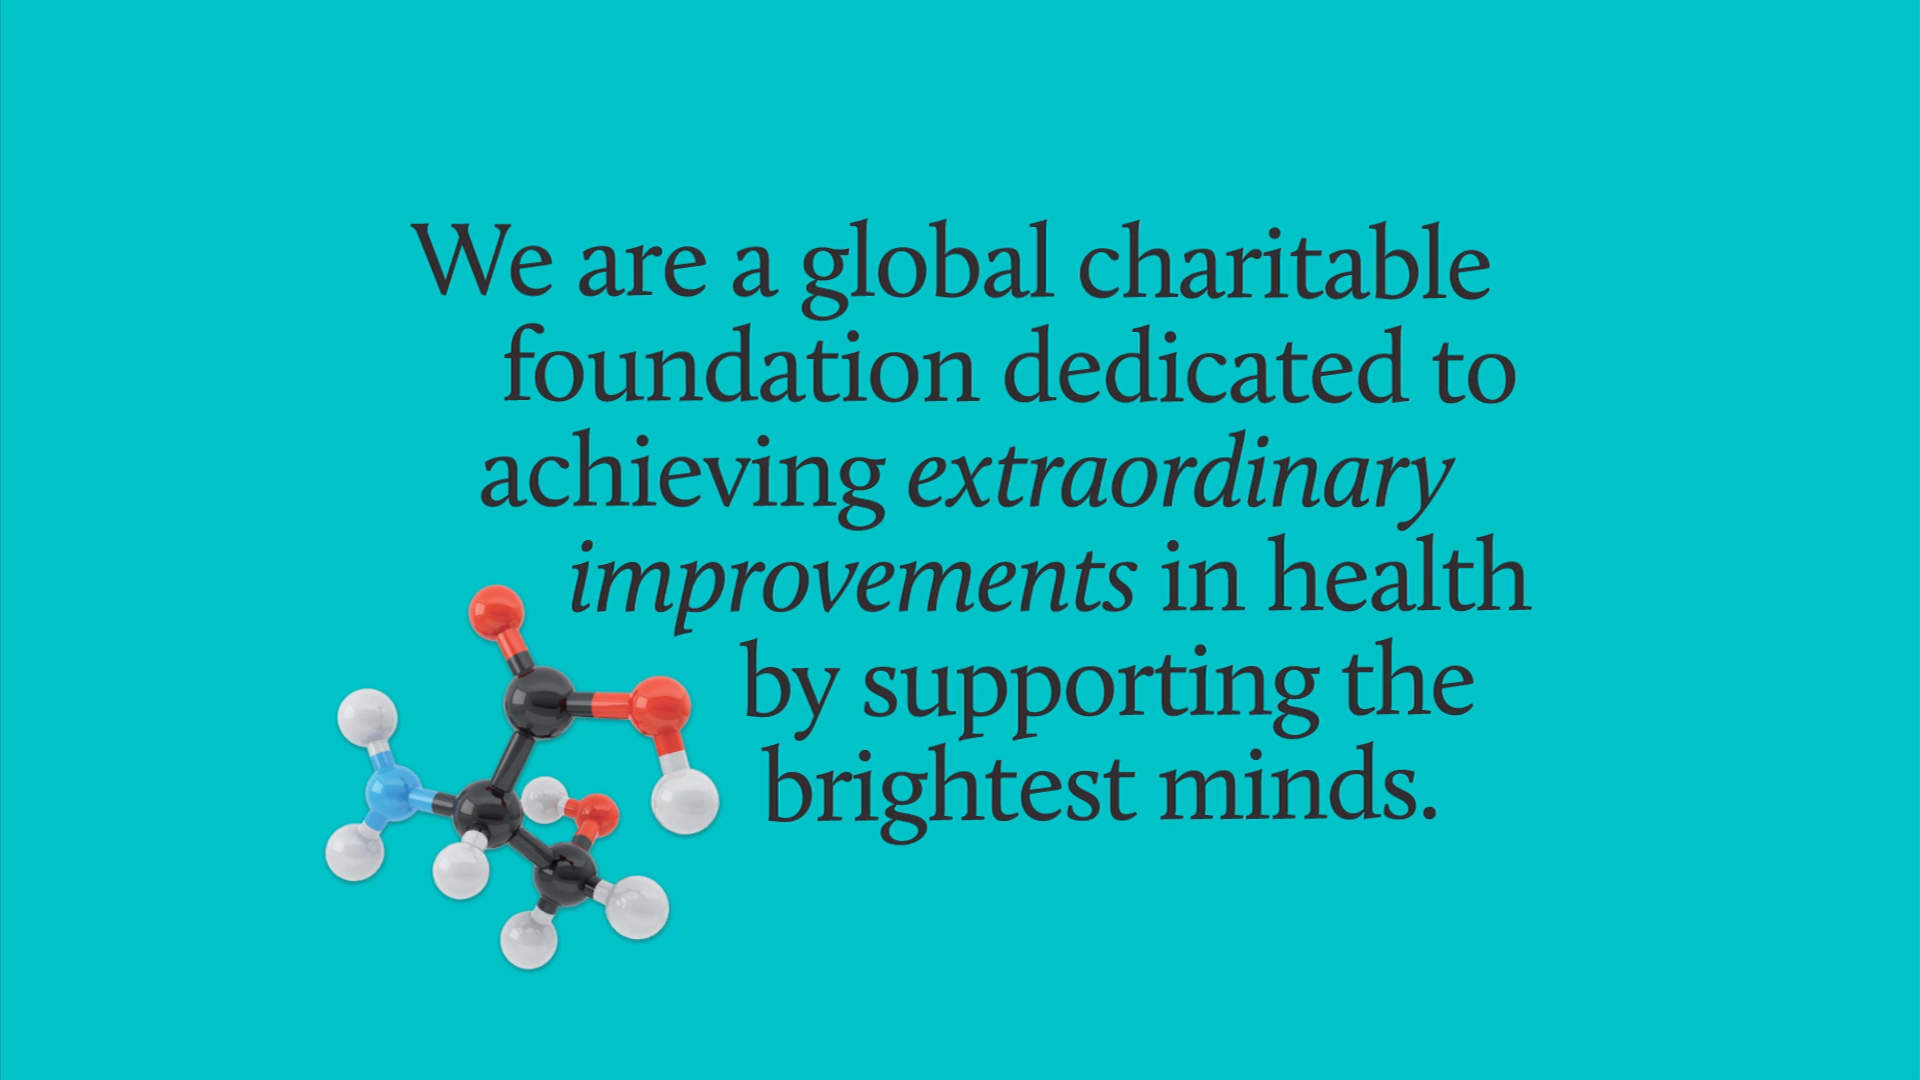 We are a global charitable
foundation dedicated to
achieving extraordinary
improvements in health
by supporting the
brightest minds.